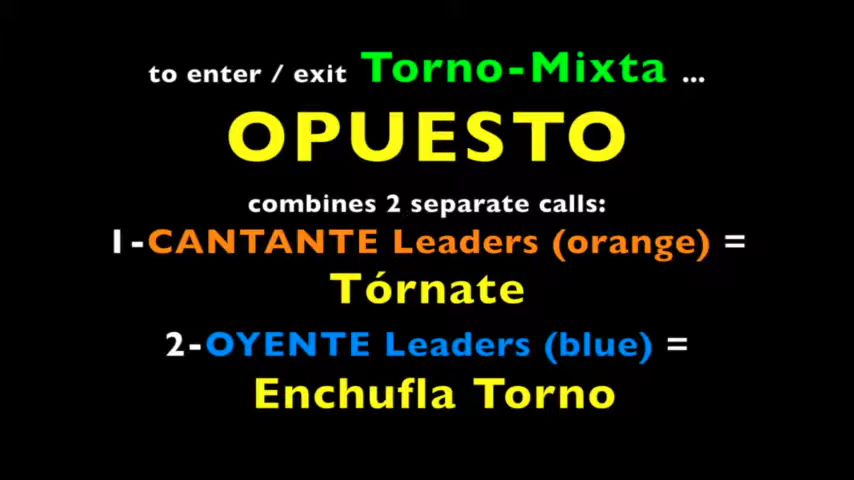 to enter / exit Torno-Mixta ...
OPUESTO
combines 2 separate calls:
1-CANTANTE Leaders (orange) =
Tórnate
2-OYENTE Leaders (blue) =
Enchufla Torno